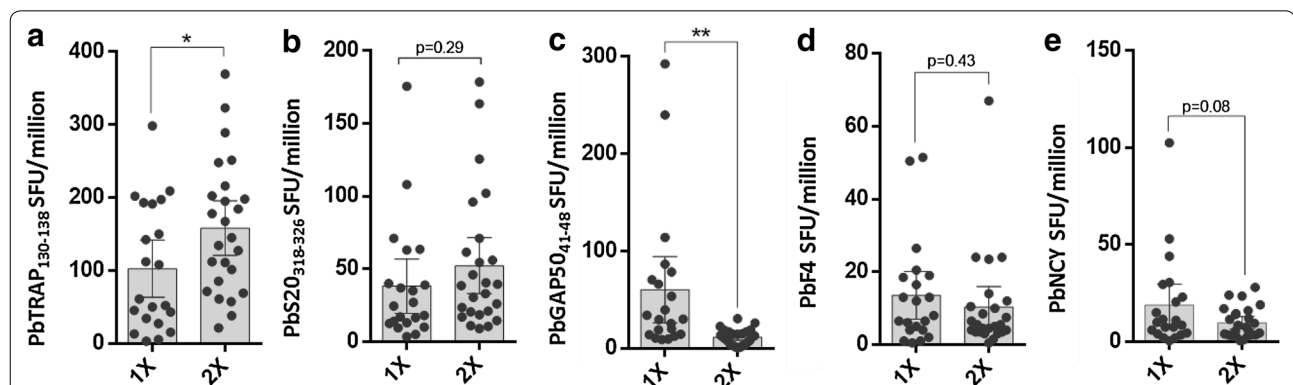 a
*
PbTRAP130-138 SFU/million
400
300
200
100
0
1X
2X
b
p=0.29
PbS20318-326 SFU/million
200
150
100
50
0
1X
2X
c
**
PbGAP5041-48 SFU/million
300
200
100
0
1X
2X
d
p=0.43
PbF4 SFU/million
80
60
40
20
0
1X
2X
e
p=0.08
PbNCY SFU/million
150
100
50
0
1X
2X